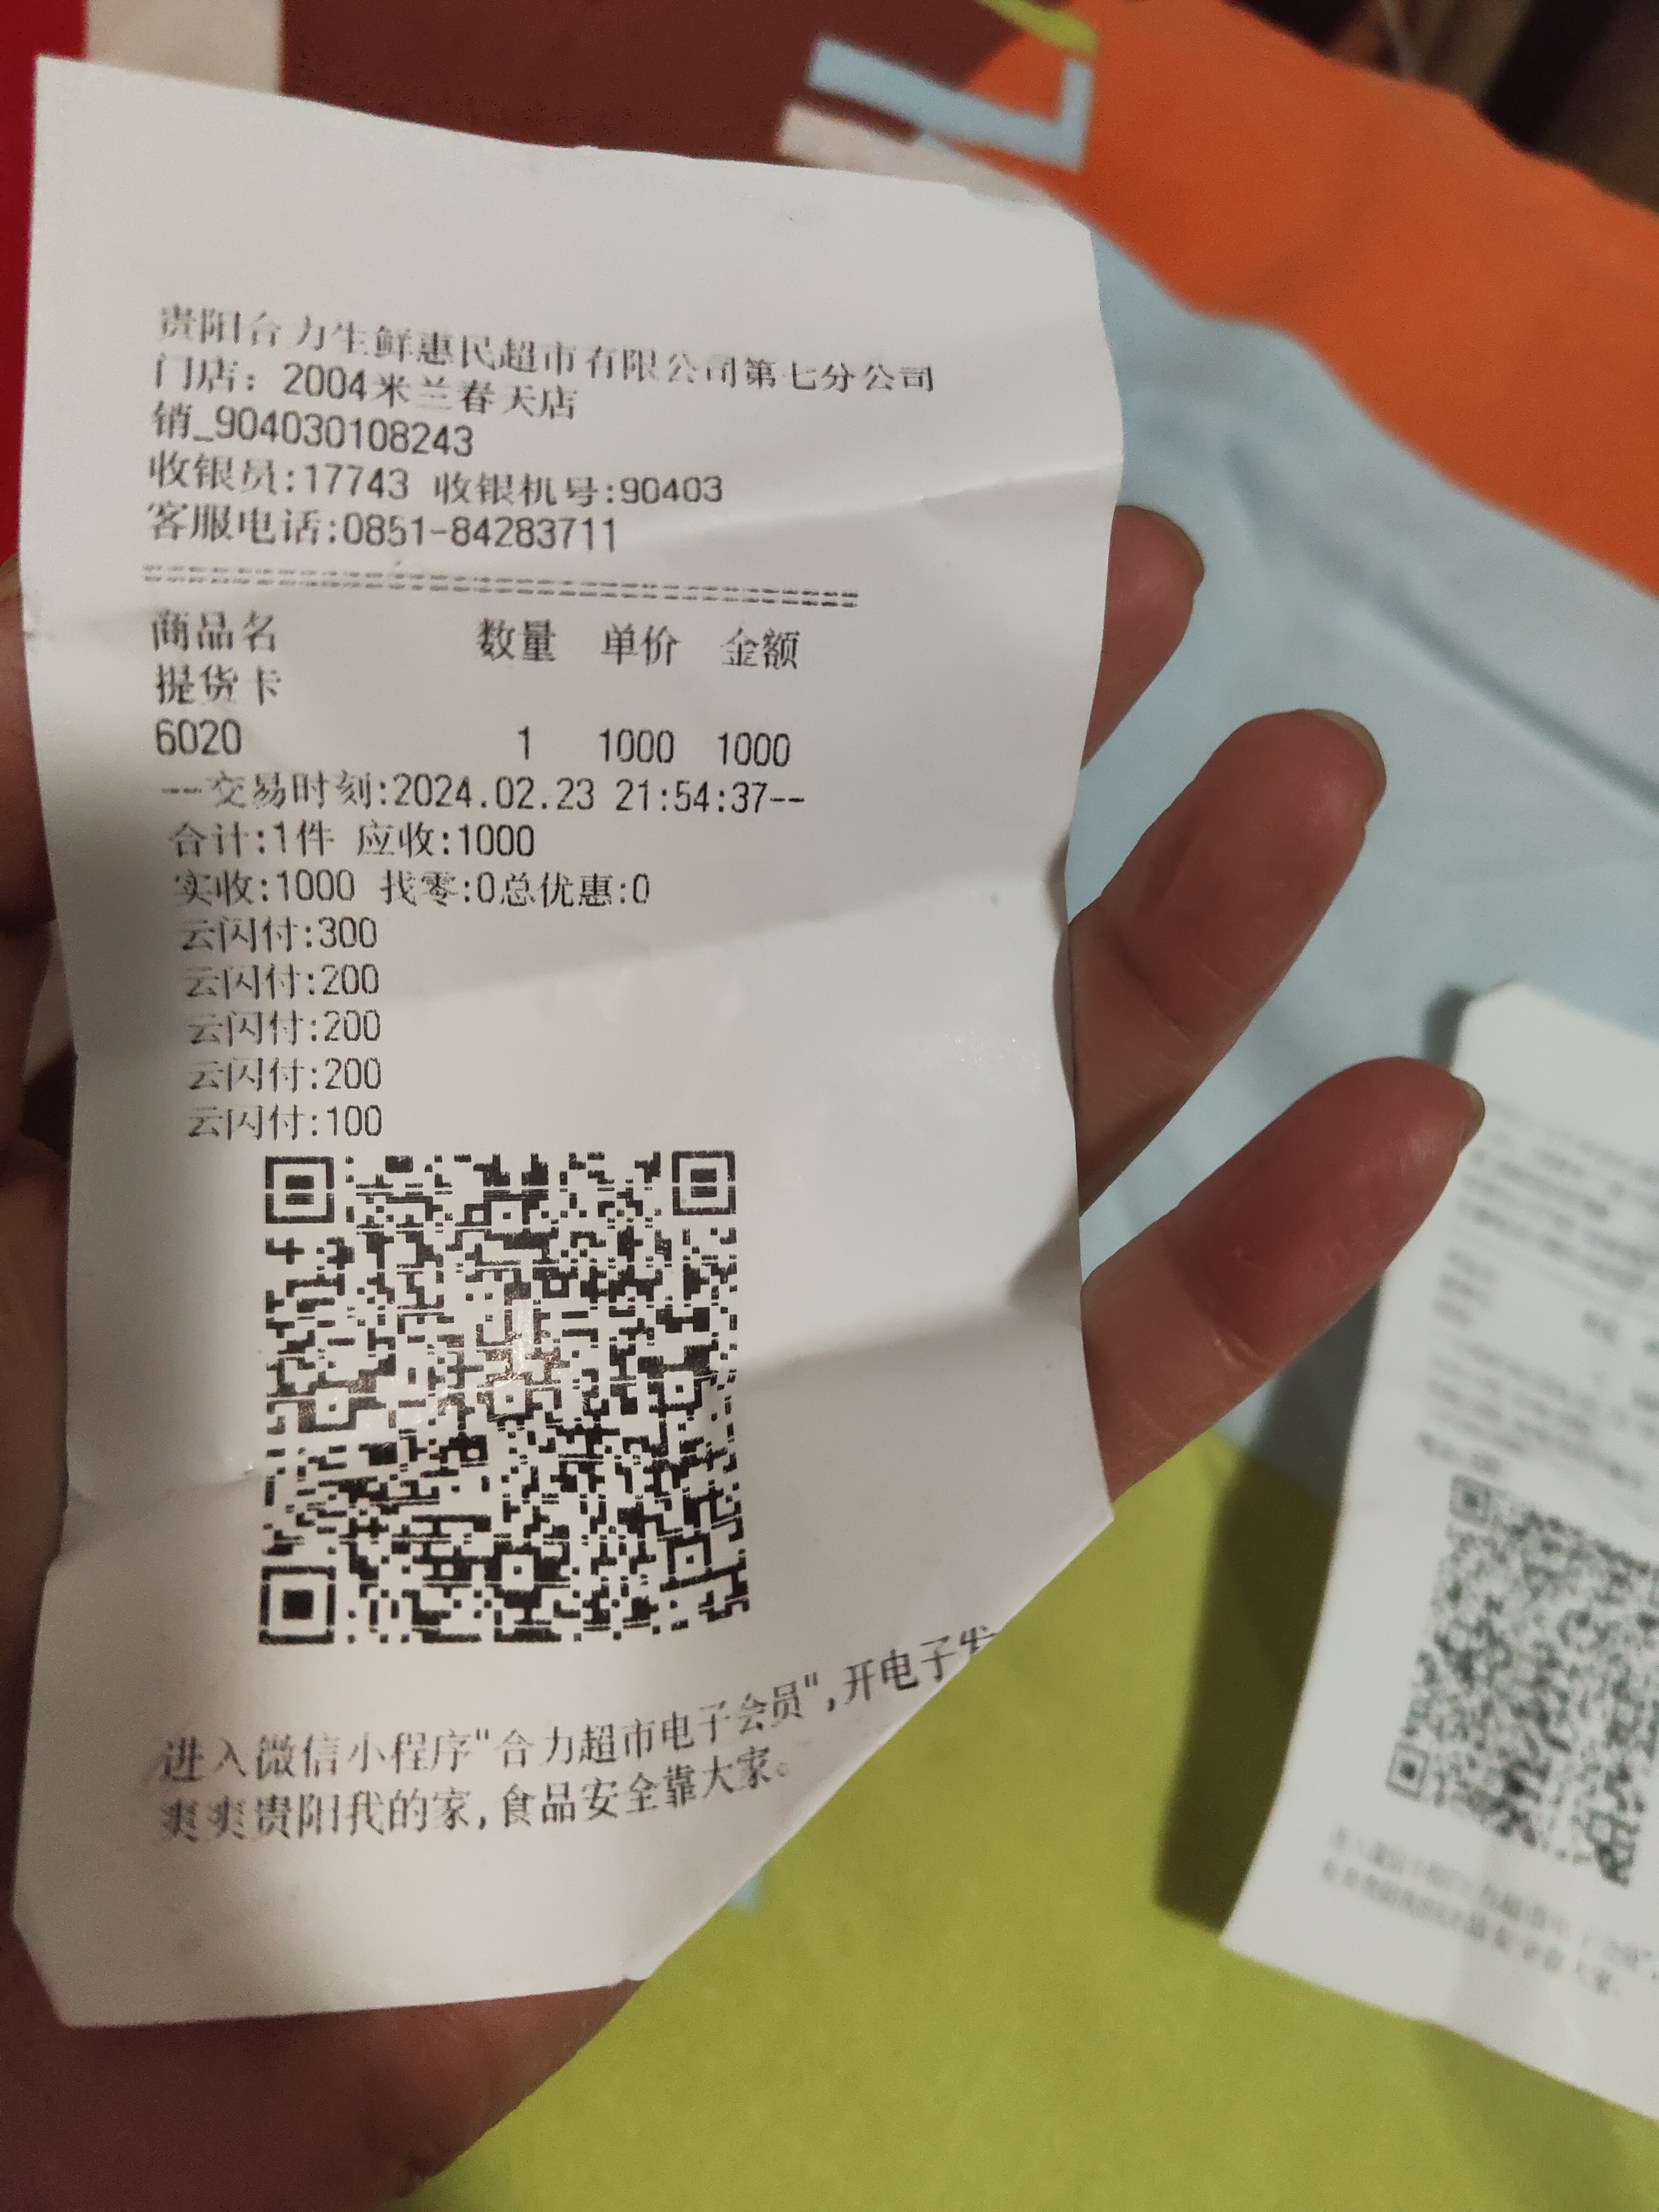 贵阳合力生鲜惠民超市有限公司第七分公司
门店：2004米兰春天店
销_904030108243
收银员:17743 收银机号:90403
客服电话:0851-84283711
商品名 数量 单价 金额
提货卡
6020 1 1000 1000
--交易时刻:2024.02.23 21:54:37--
合计:1件 应收:1000
实收:1000 找零:0总优惠:0
云闪付:300
云闪付:200
云闪付:200
云闪付:200
云闪付:100
进入微信小程序"合力超市电子会员",开电子发
爽爽贵阳我的家,食品安全靠大家。